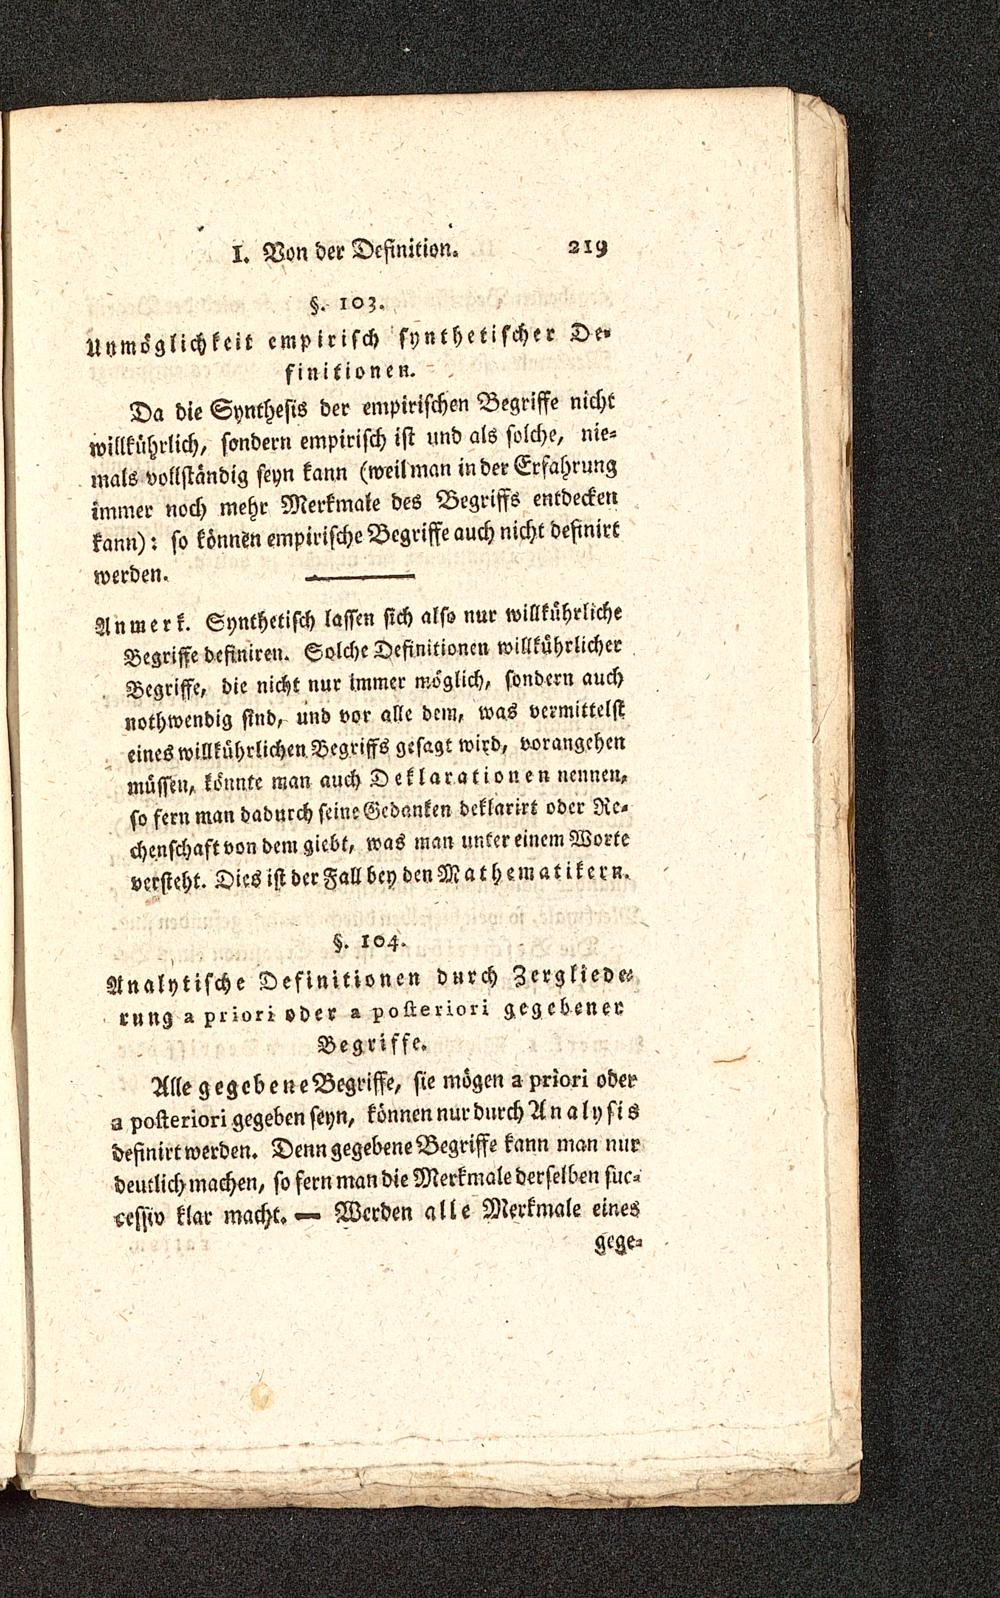 I. Von der Definition. 219
§. 103.
Unmöglichkeit empirisch synthetischer De-
finitionen.
Da die Synthesis der empirischen Begriffe nicht
willkührlich, sondern empirisch ist und als solche, nie-
mals vollständig seyn kann (weil man in der Erfahrung
immer noch mehr Merkmale des Begriffs entdecken
kann): so können empirische Begriffe auch nicht definirt
werden.
Anmerk. Synthetisch lassen sich also nur willkührliche
Begriffe definiren. Solche Definitionen willkührlicher
Begriffe, die nicht nur immer möglich, sondern auch
nothwendig sind, und vor alle dem, was vermittelst
eines willkührlichen Begriffs gesagt wird, vorangehen
müssen, könnte man auch Deklarationen nennen,
so fern man dadurch seine Gedanken deklarirt oder Re-
chenschaft von dem giebt, was man unter einem Worte
versteht. Dies ist der Fall bey den Mathematikern.
§. 104.
Analytische Definitionen durch Zerglieder-
rung a priori oder a posteriori gegebener
Begriffe.
Alle gegebene Begriffe, sie mögen a priori oder
a posteriori gegeben seyn, können nur durch Analysis
definirt werden. Denn gegebene Begriffe kann man nur
deutlich machen, so fern man die Merkmale derselben suc-
cessiv klar macht. — Werden alle Merkmale eines
gege-